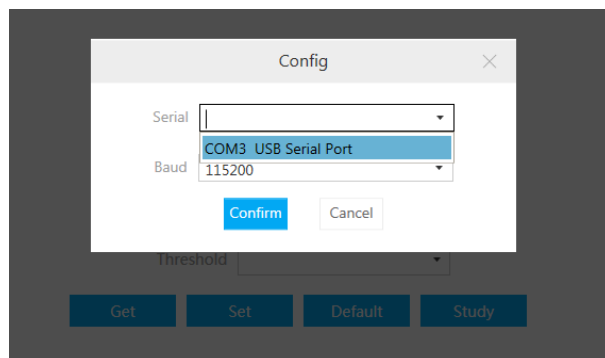 Config
Serial
COM3 USB Serial Port
Baud 115200
Confirm Cancel
Threshold
Get Set Default Study